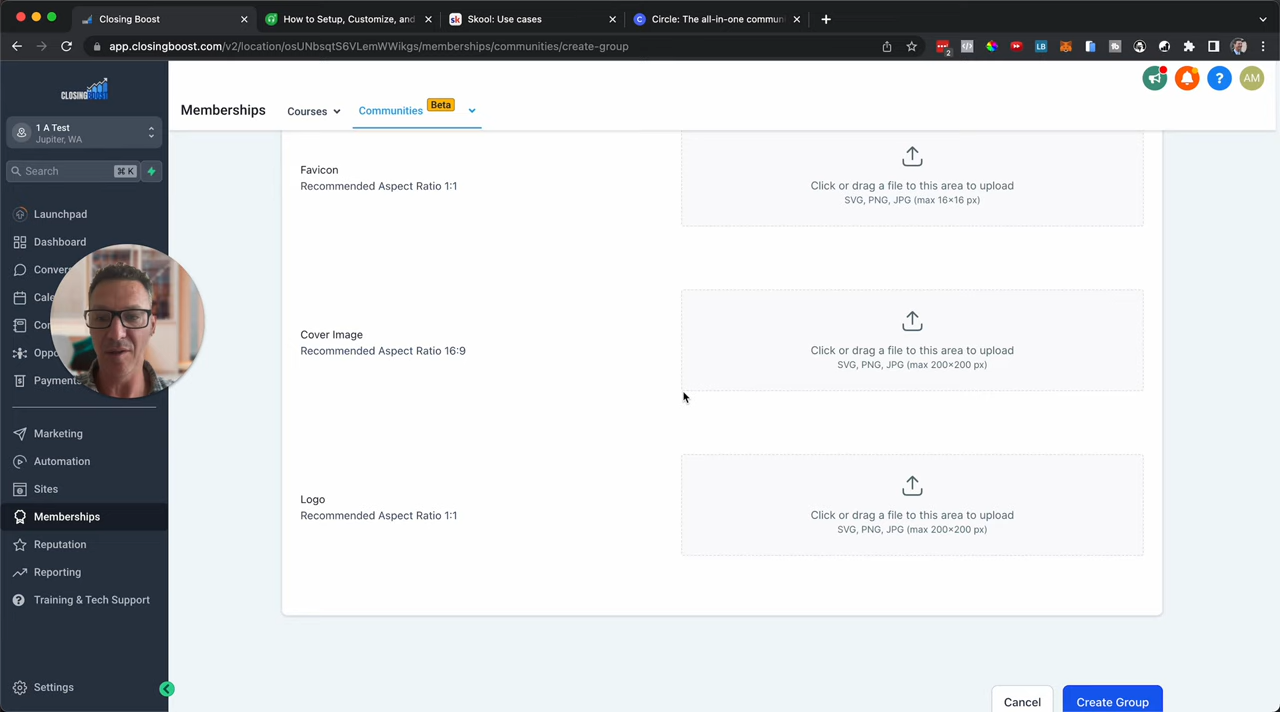 Closing Boost
How to Setup, Customize, and
Skool: Use cases
Circle: The all-in-one commun
app.closingboost.com/v2/location/osUNbsqtS6VLemWWikgs/memberships/communities/create-group
CLOSINGBOOST
1 A Test
Jupiter, WA
Search
⌘ K
Launchpad
Dashboard
Conver
Cale
Con
Oppo
Payments
Marketing
Automation
Sites
Memberships
Reputation
Reporting
Training & Tech Support
Settings
Memberships
Courses
Communities
Beta
AM
Favicon
Recommended Aspect Ratio 1:1
Click or drag a file to this area to upload
SVG, PNG, JPG (max 16×16 px)
Cover Image
Recommended Aspect Ratio 16:9
Click or drag a file to this area to upload
SVG, PNG, JPG (max 200×200 px)
Logo
Recommended Aspect Ratio 1:1
Click or drag a file to this area to upload
SVG, PNG, JPG (max 200×200 px)
Cancel
Create Group